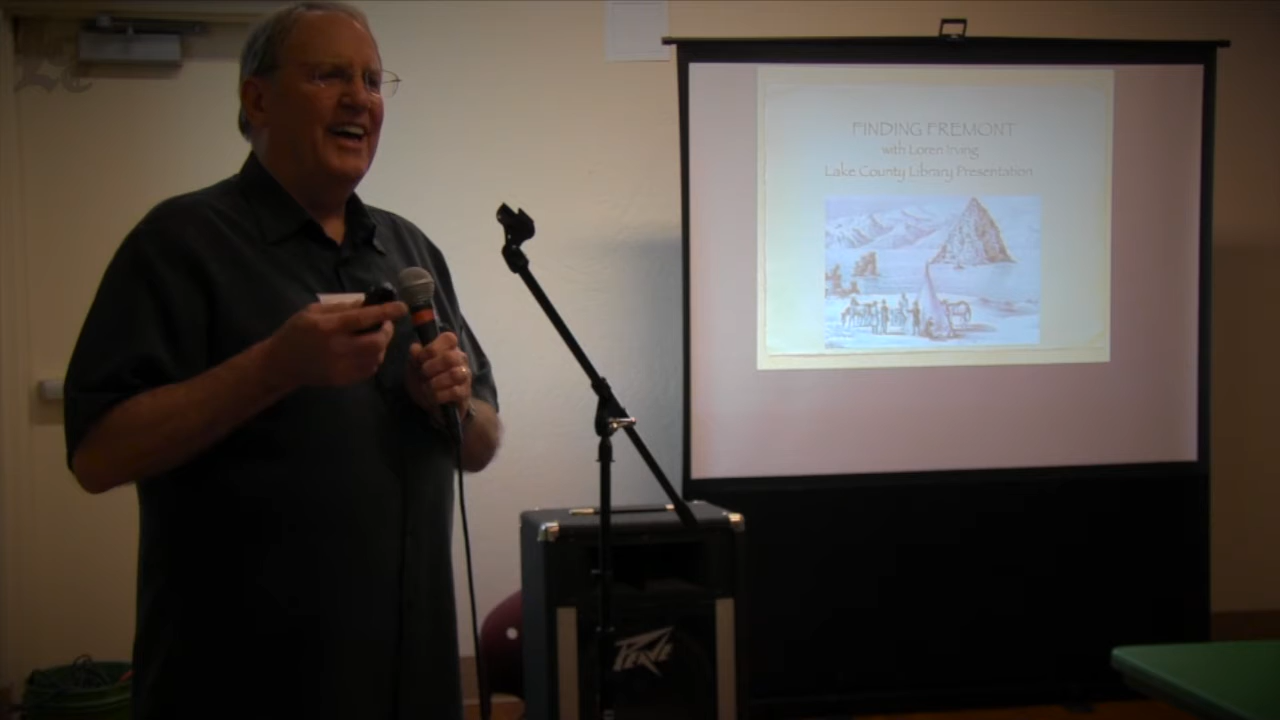 FINDING FREMONT
with Loren Irving
Lake County Library Presentation
PEAVEY